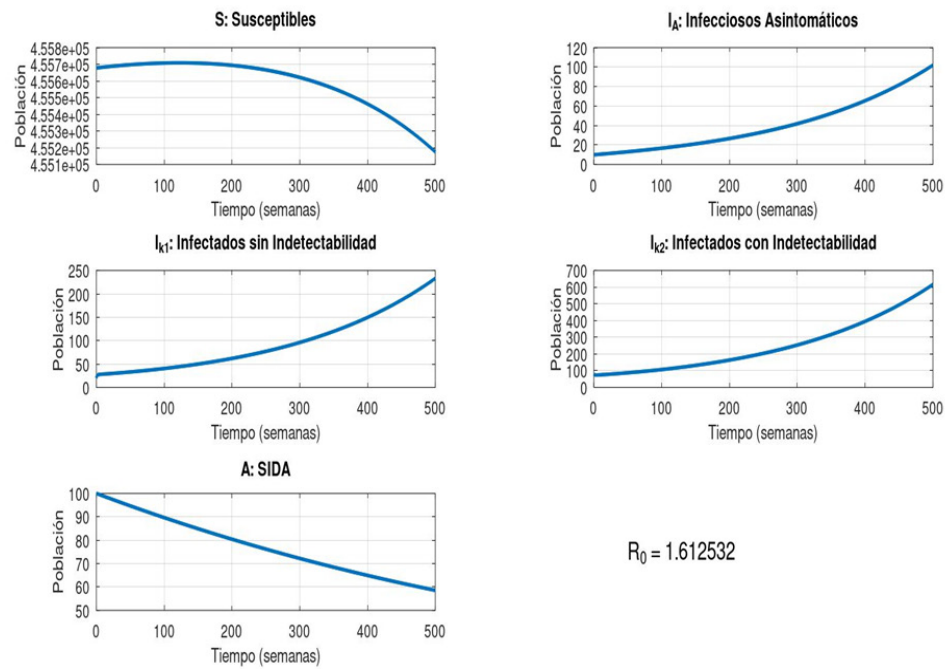 S: Susceptibles
4.558e+05
4.557e+05
4.556e+05
4.555e+05
4.554e+05
4.553e+05
4.552e+05
4.551e+05
Población
0 100 200 300 400 500
Tiempo (semanas)
I_A: Infecciosos Asintomáticos
120
100
80
60
40
20
0
Población
0 100 200 300 400 500
Tiempo (semanas)
I_k1: Infectados sin Indetectabilidad
250
200
150
100
50
0
Población
0 100 200 300 400 500
Tiempo (semanas)
I_k2: Infectados con Indetectabilidad
700
600
500
400
300
200
100
0
Población
0 100 200 300 400 500
Tiempo (semanas)
A: SIDA
100
90
80
70
60
50
Población
0 100 200 300 400 500
Tiempo (semanas)
R_0 = 1.612532